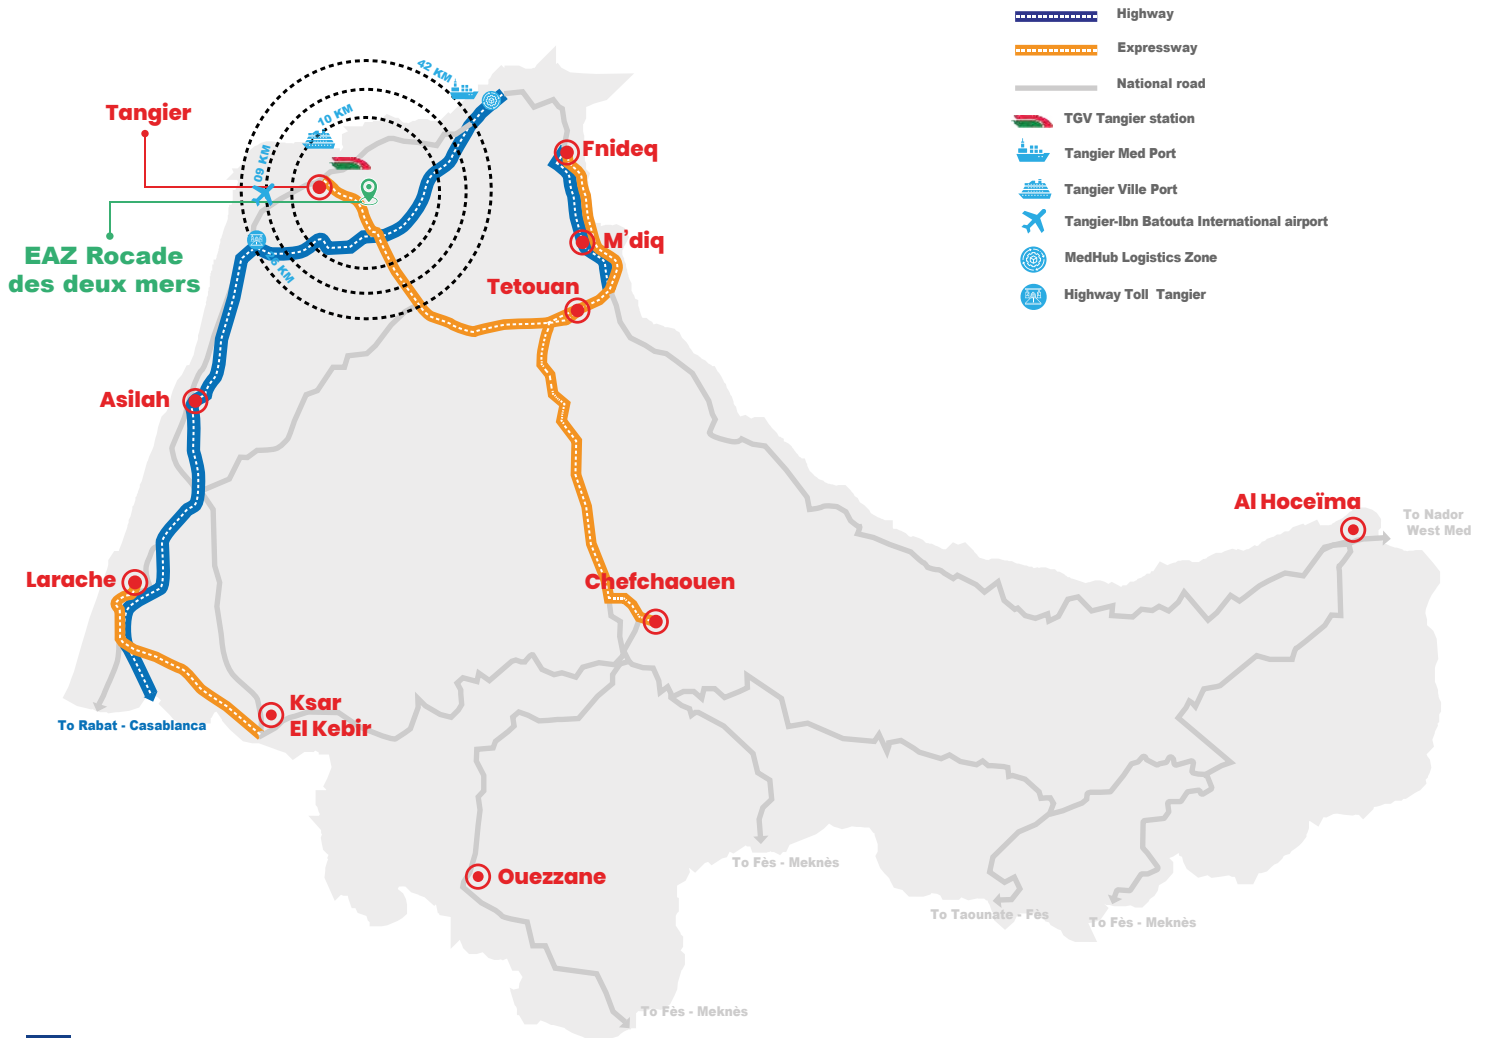 Highway
Expressway
National road
TGV Tangier station
Tangier Med Port
Tangier Ville Port
Tangier-Ibn Batouta International airport
MedHub Logistics Zone
Highway Toll Tangier
42 KM
10 KM
09 KM
KM
Tangier
EAZ Rocade
des deux mers
Fnideq
M'diq
Tetouan
Asilah
Larache
Chefchaouen
Al Hoceïma
To Nador
West Med
Ksar
El Kebir
To Rabat - Casablanca
Ouezzane
To Fès - Meknès
To Taounate - Fès
To Fès - Meknès
To Fès - Meknès